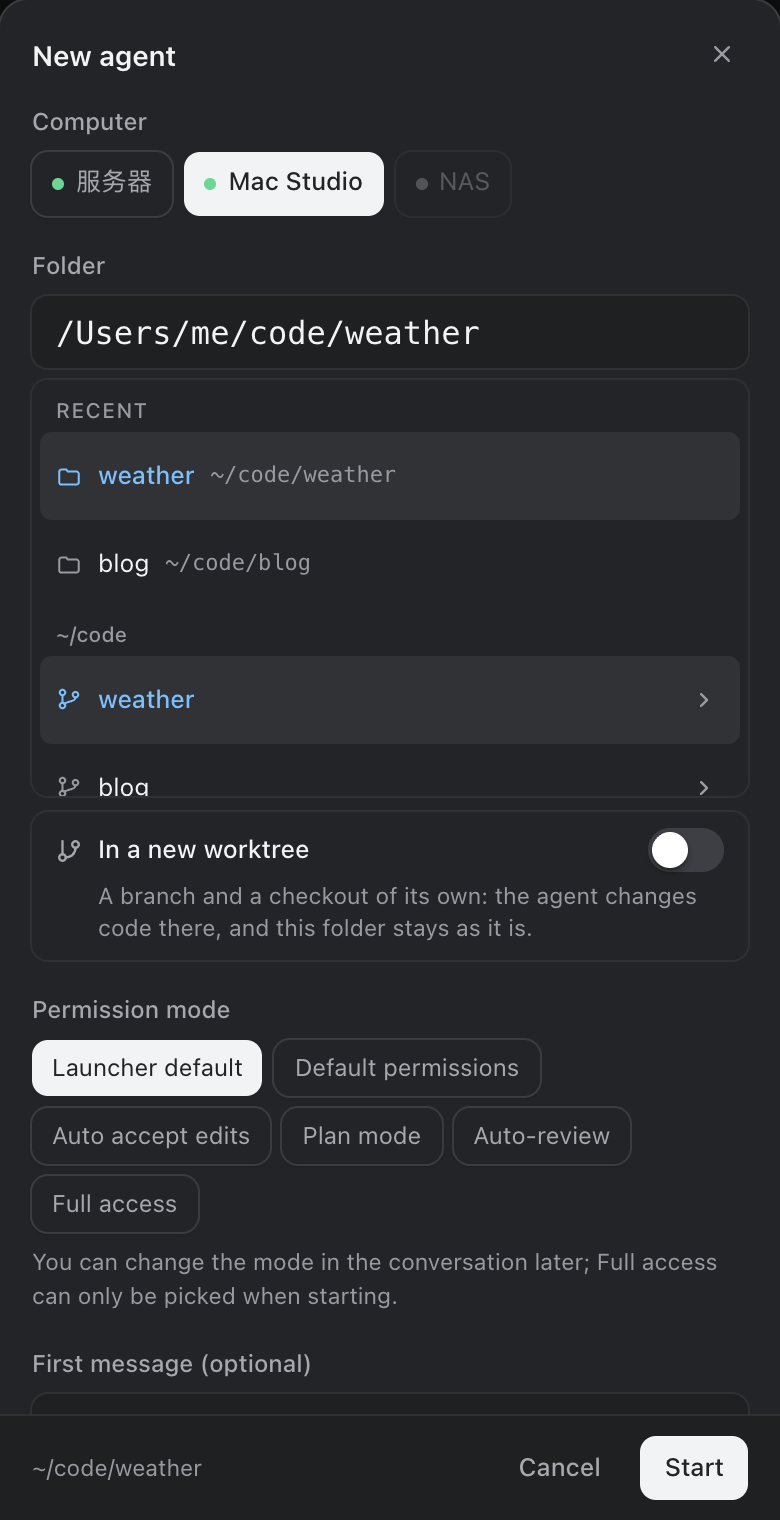 New agent
Computer
服务器
Mac Studio
NAS
Folder
/Users/me/code/weather
RECENT
weather ~/code/weather
blog ~/code/blog
~/code
weather
blog
In a new worktree
A branch and a checkout of its own: the agent changes
code there, and this folder stays as it is.
Permission mode
Launcher default
Default permissions
Auto accept edits
Plan mode
Auto-review
Full access
You can change the mode in the conversation later; Full access
can only be picked when starting.
First message (optional)
~/code/weather
Cancel
Start